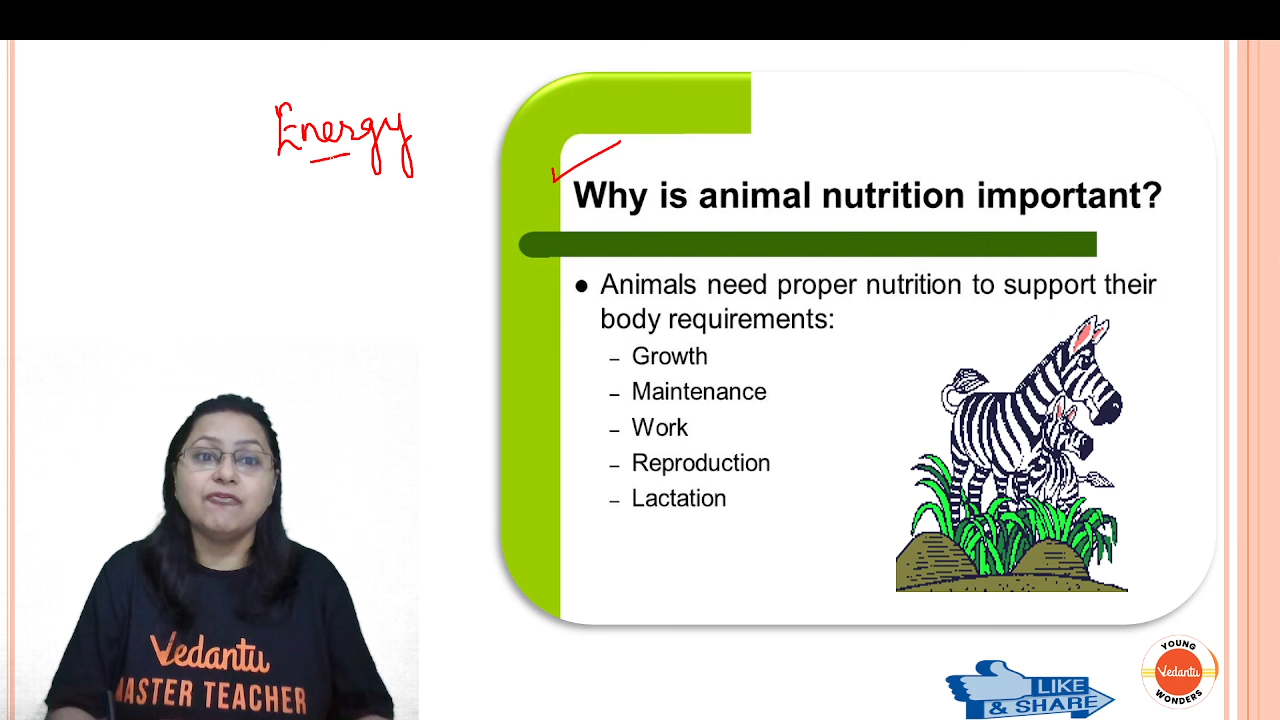 Energy
Why is animal nutrition important?
● Animals need proper nutrition to support their
body requirements:
– Growth
– Maintenance
– Work
– Reproduction
– Lactation
Vedantu
MASTER TEACHER
LIKE
& SHARE
YOUNG
Vedantu
WONDERS